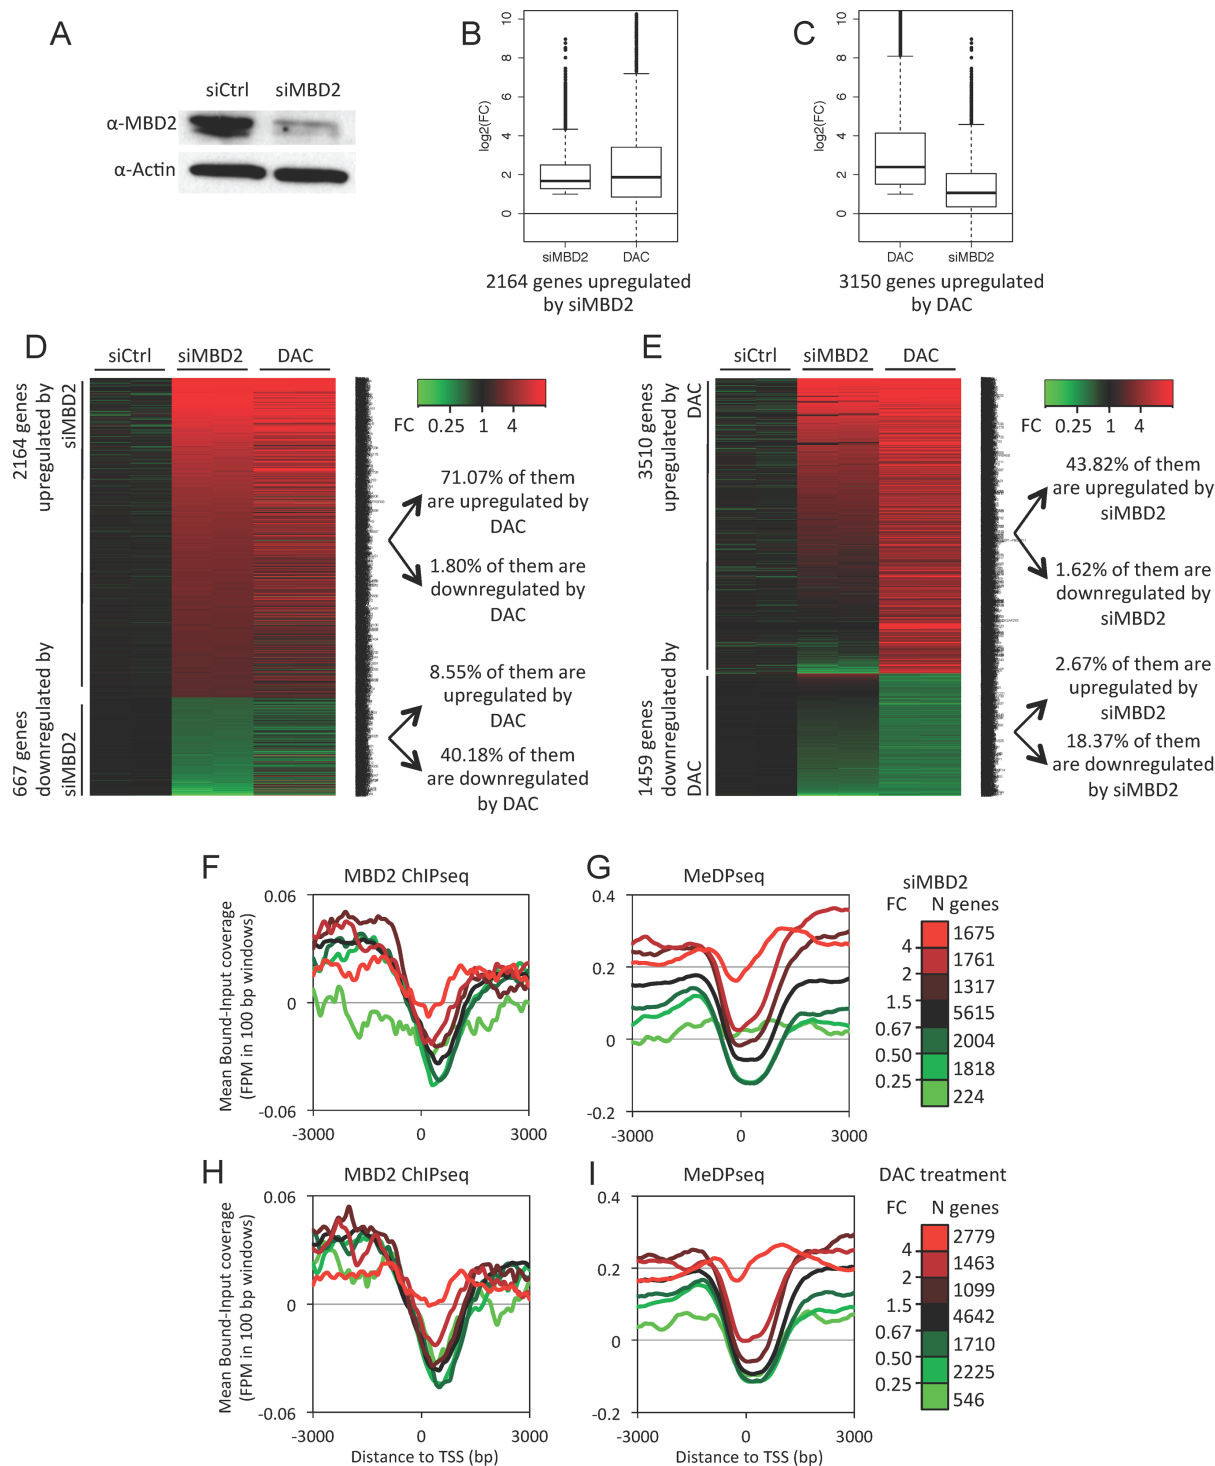 A
siCtrl siMBD2
α-MBD2
α-Actin
B
log2(FC)
10
8
6
4
2
0
siMBD2 DAC
2164 genes upregulated
by siMBD2
C
log2(FC)
10
8
6
4
2
0
DAC siMBD2
3150 genes upregulated
by DAC
D
siCtrl siMBD2 DAC
2164 genes
upregulated by
siMBD2
667 genes
downregulated by
siMBD2
FC 0.25 1 4
71.07% of them
are upregulated by
DAC
1.80% of them are
downregulated by
DAC
8.55% of them are
upregulated by
DAC
40.18% of them
are downregulated
by DAC
E
siCtrl siMBD2 DAC
3510 genes
upregulated by
DAC
1459 genes
downregulated by
DAC
FC 0.25 1 4
43.82% of them
are upregulated by
siMBD2
1.62% of them are
downregulated by
siMBD2
2.67% of them are
upregulated by
siMBD2
18.37% of them
are downregulated
by siMBD2
F
MBD2 ChIPseq
Mean Bound-Input coverage
(FPM in 100 bp windows)
0.06
0
-0.06
-3000 0 3000
G
MeDPseq
0.4
0.2
0
-0.2
-3000 0 3000
siMBD2
FC N genes
1675
4
1761
2
1317
1.5
5615
0.67
2004
0.50
1818
0.25
224
H
MBD2 ChIPseq
Mean Bound-Input coverage
(FPM in 100 bp windows)
0.06
0
-0.06
-3000 0 3000
Distance to TSS (bp)
I
MeDPseq
0.4
0.2
0
-0.2
-3000 0 3000
Distance to TSS (bp)
DAC treatment
FC N genes
2779
4
1463
2
1099
1.5
4642
0.67
1710
0.50
2225
0.25
546